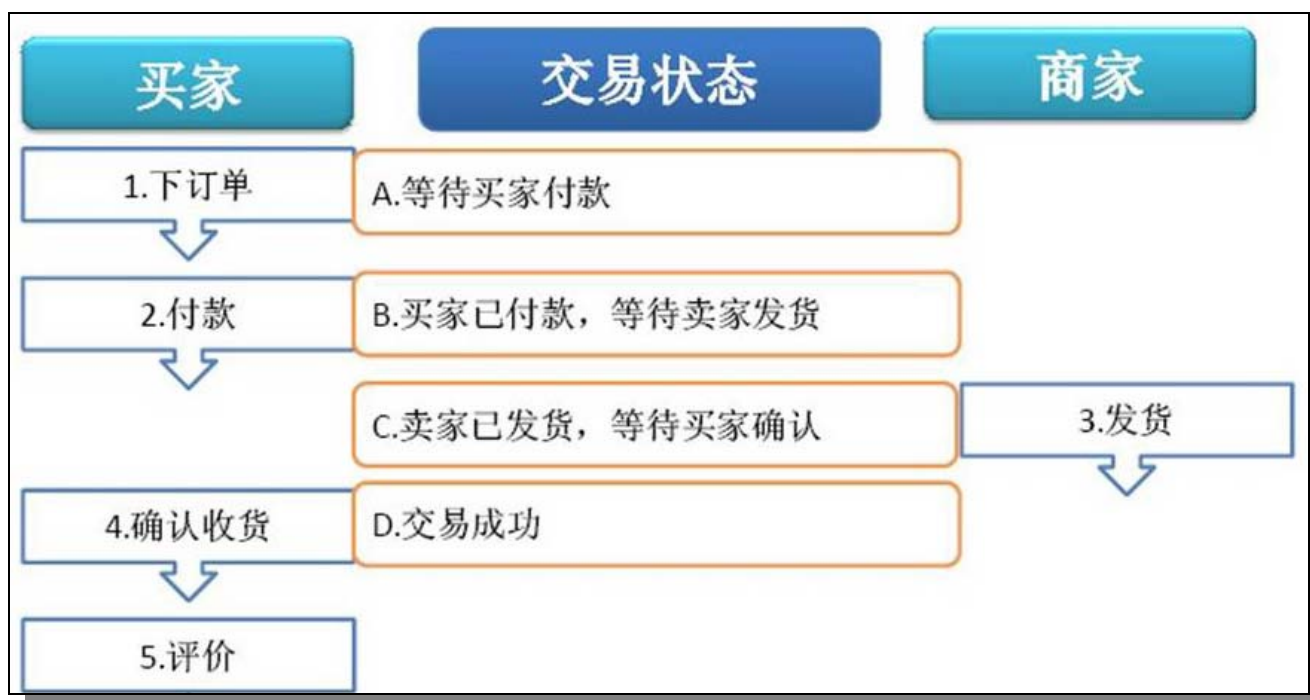 买家
交易状态
商家
1.下订单
A.等待买家付款
2.付款
B.买家已付款，等待卖家发货
C.卖家已发货，等待买家确认
3.发货
4.确认收货
D.交易成功
5.评价